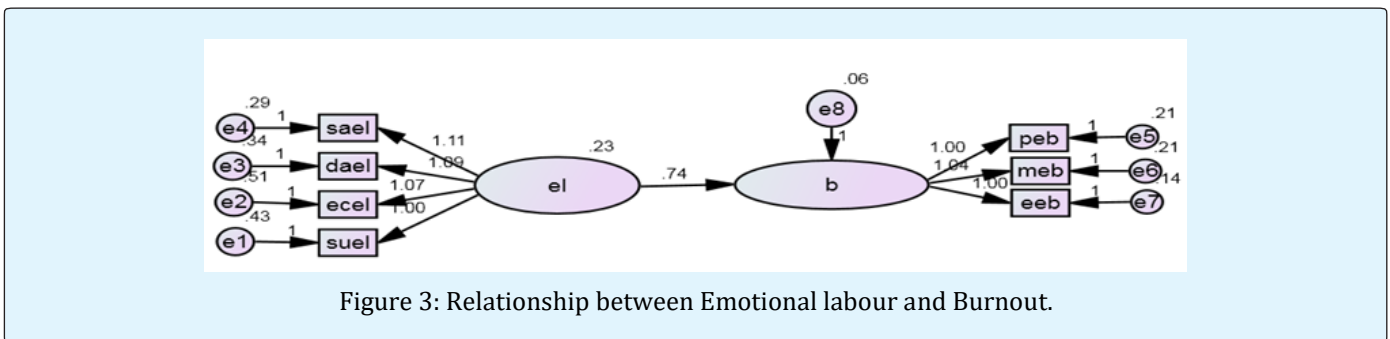 .06
e8
1
.29
e4
1
sael
1.11
.34
e3
1
dael
1.09
.51
e2
1
ecel
1.07
.43
e1
1
suel
1.00
.23
el
.74
b
1.00
peb
1
e5
.21
1.04
meb
1
e6
.21
1.00
eeb
1
e7
.14
Figure 3: Relationship between Emotional labour and Burnout.